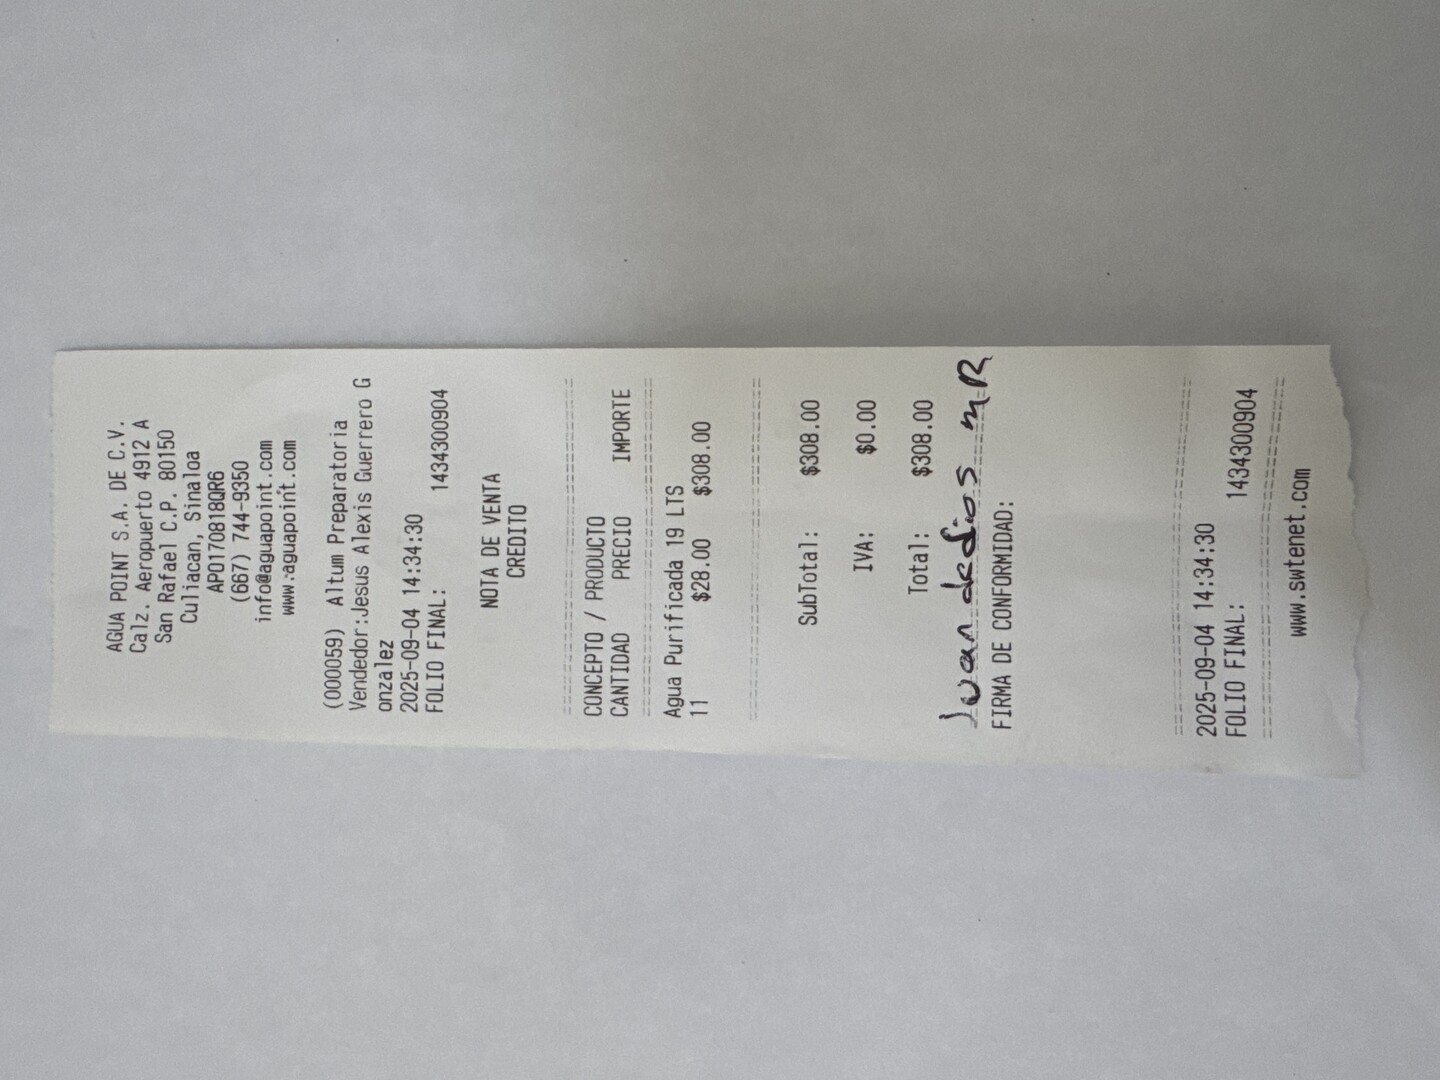 AGUA POINT S.A. DE C.V.
Calz. Aeropuerto 4912 A
San Rafael C.P. 80150
Culiacan, Sinaloa
APO170818QR6
(667) 744-9350
info@aguapoint.com
www.aguapoint.com
(000059) Altum Preparatoria
Vendedor:Jesus Alexis Guerrero G
onzalez
2025-09-04 14:34:30
FOLIO FINAL: 1434300904
NOTA DE VENTA
CREDITO
CONCEPTO / PRODUCTO
CANTIDAD PRECIO IMPORTE
Agua Purificada 19 LTS
11 $28.00 $308.00
SubTotal: $308.00
IVA: $0.00
Total: $308.00
Juan de dios m R
FIRMA DE CONFORMIDAD:
2025-09-04 14:34:30
FOLIO FINAL: 1434300904
www.swtenet.com